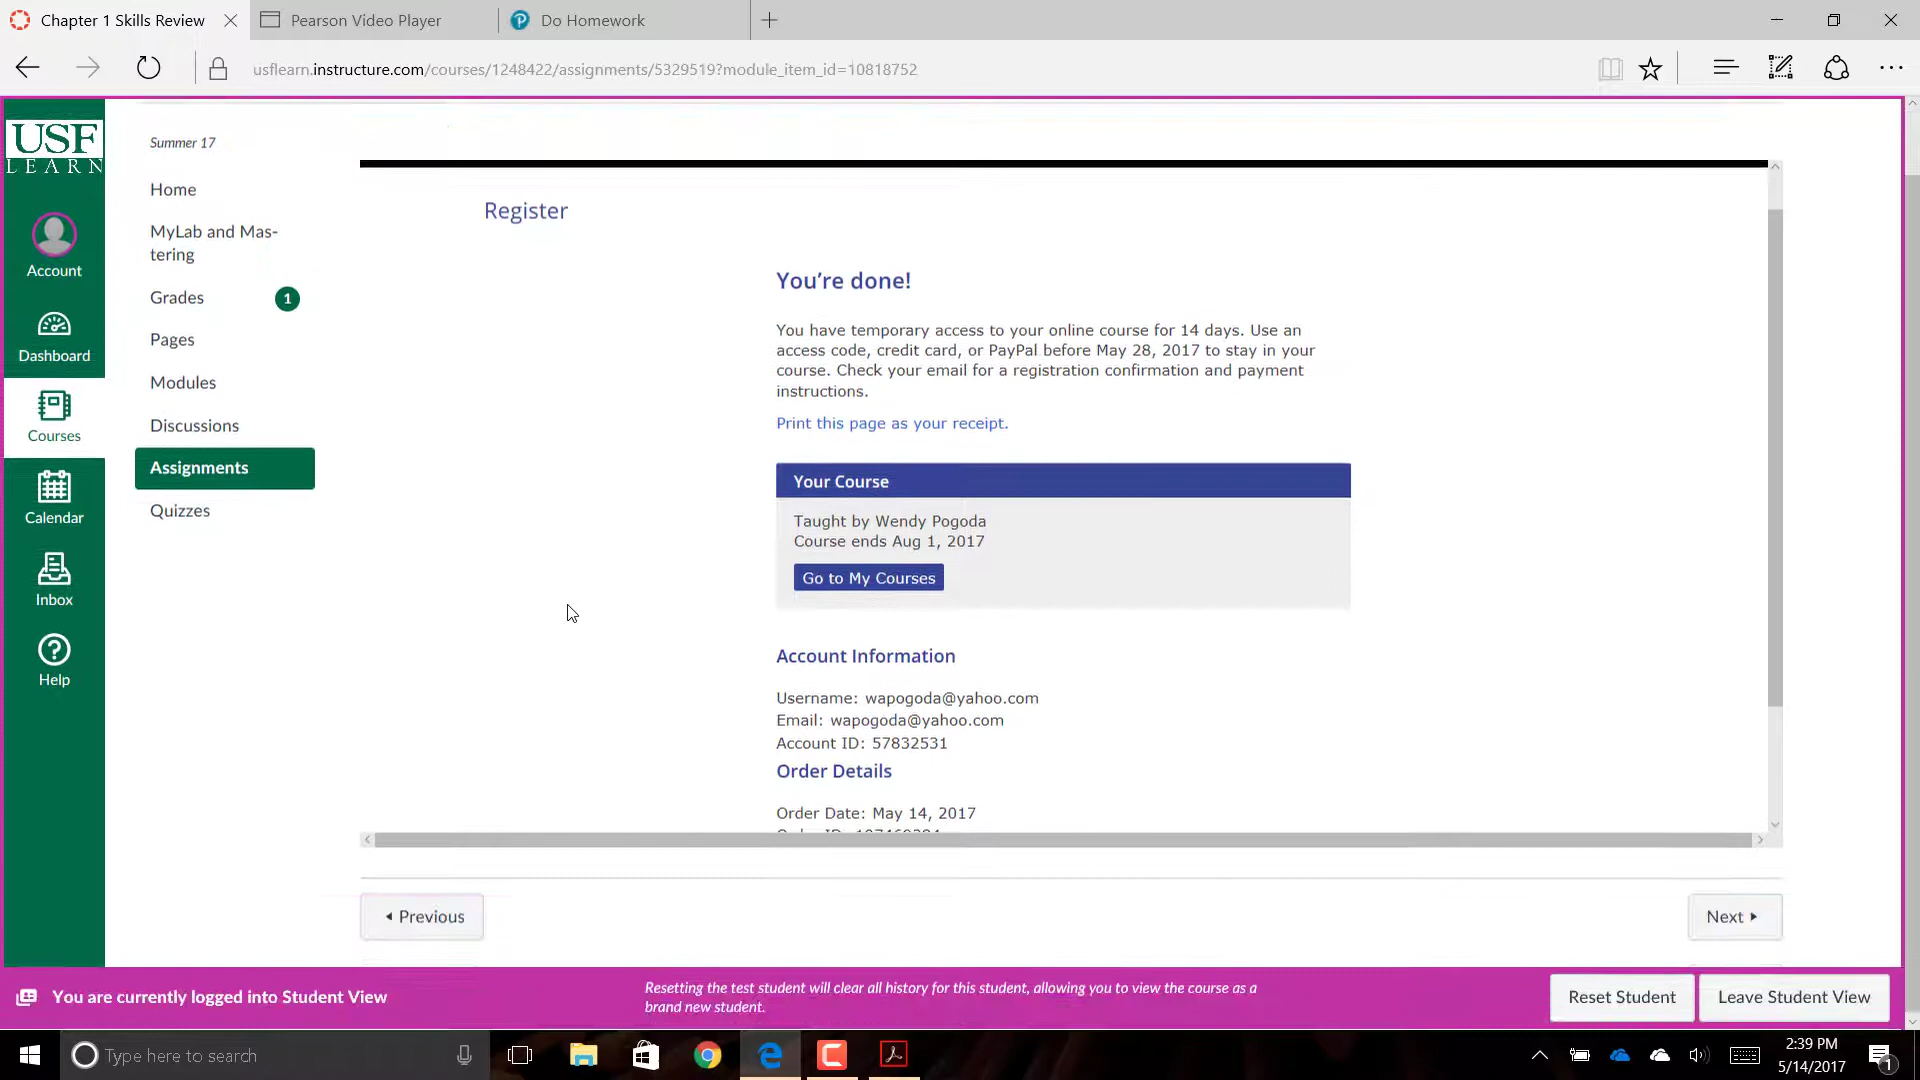 Chapter 1 Skills Review
Pearson Video Player
Do Homework
usflearn.instructure.com/courses/1248422/assignments/5329519?module_item_id=10818752
USF
LEARN
Account
Dashboard
Courses
Calendar
Inbox
Help
Summer 17
Home
MyLab and Mas-
tering
Grades 1
Pages
Modules
Discussions
Assignments
Quizzes
Register
You're done!
You have temporary access to your online course for 14 days. Use an
access code, credit card, or PayPal before May 28, 2017 to stay in your
course. Check your email for a registration confirmation and payment
instructions.
Print this page as your receipt.
Your Course
Taught by Wendy Pogoda
Course ends Aug 1, 2017
Go to My Courses
Account Information
Username: wapogoda@yahoo.com
Email: wapogoda@yahoo.com
Account ID: 57832531
Order Details
Order Date: May 14, 2017
Previous
Next
You are currently logged into Student View
Resetting the test student will clear all history for this student, allowing you to view the course as a
brand new student.
Reset Student
Leave Student View
Type here to search
2:39 PM
5/14/2017
1